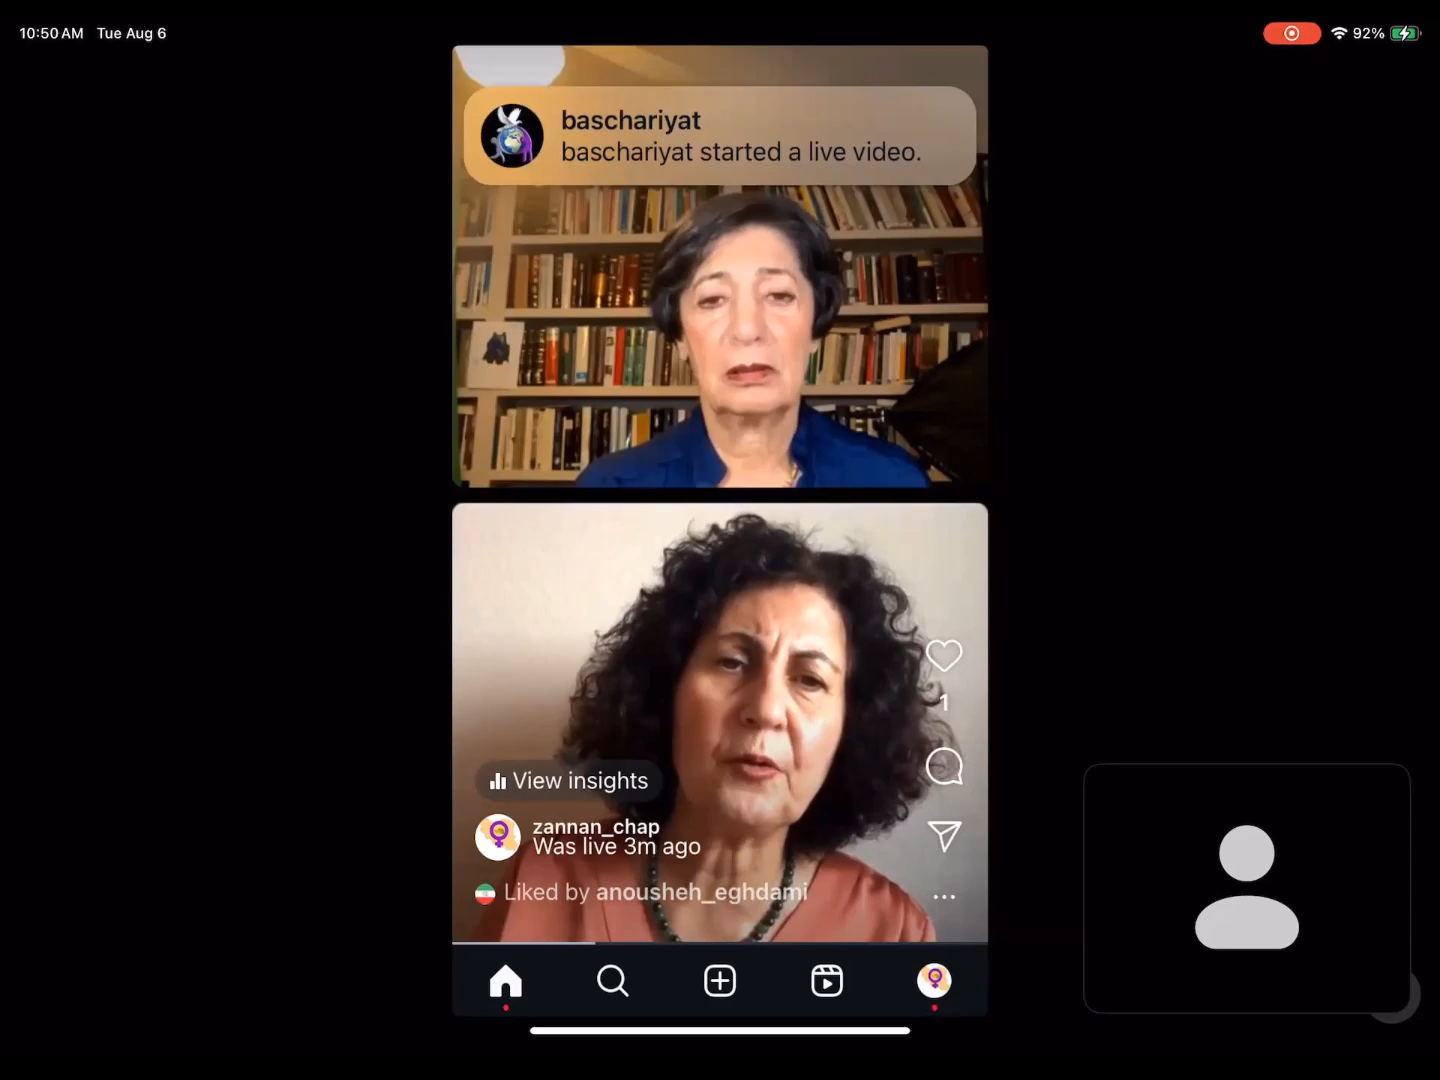 10:50 AM Tue Aug 6
92%
baschariyat
baschariyat started a live video.
1
View insights
zannan_chap
Was live 3m ago
Liked by anousheh_eghdami